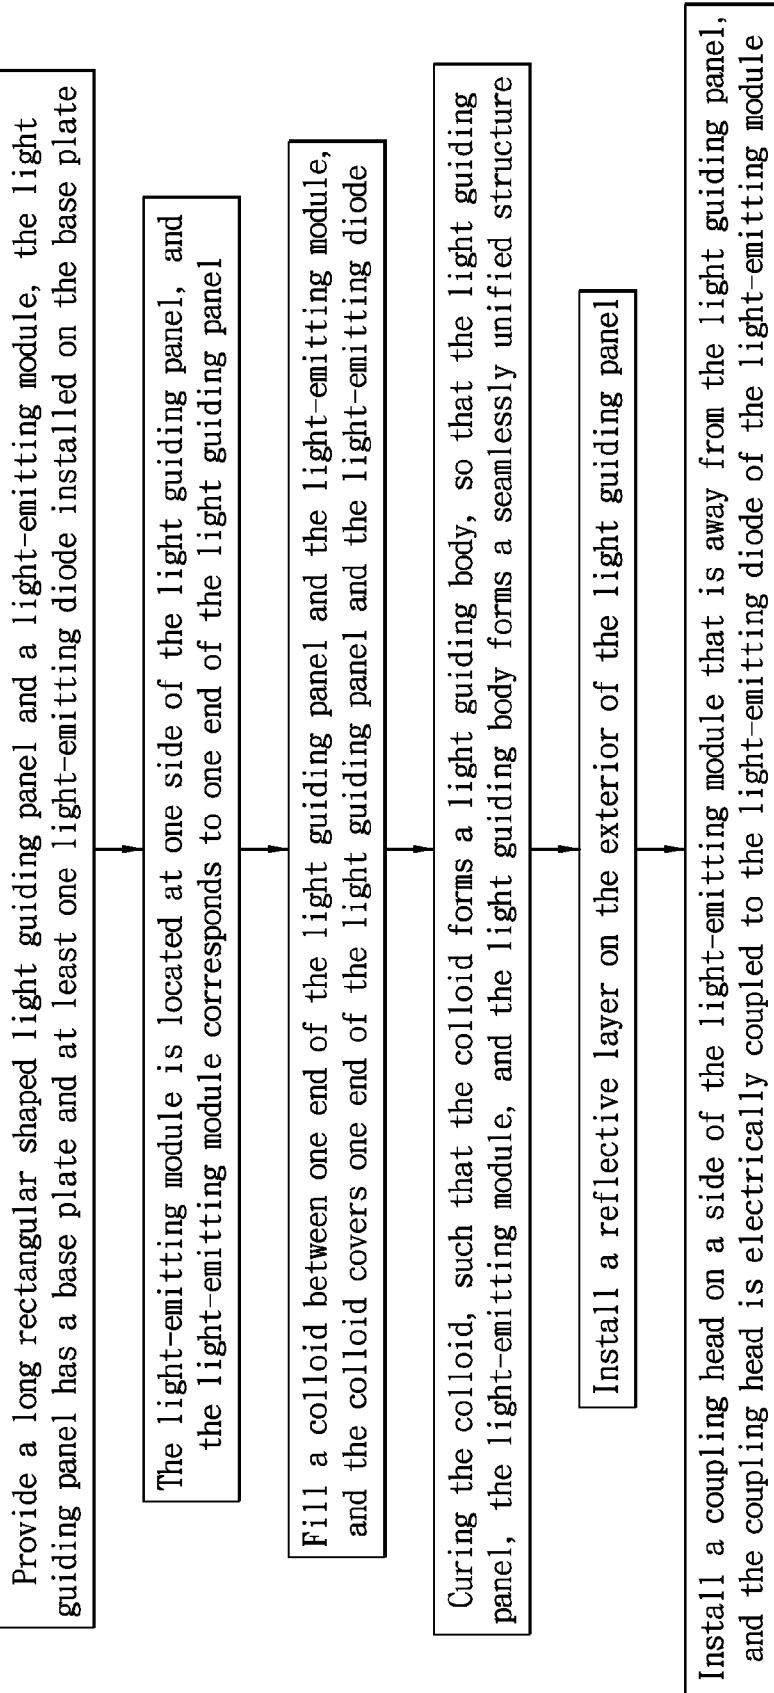 Provide a long rectangular shaped light guiding panel and a light-emitting module, the light
guiding panel has a base plate and at least one light-emitting diode installed on the base plate
The light-emitting module is located at one side of the light guiding panel, and
the light-emitting module corresponds to one end of the light guiding panel
Fill a colloid between one end of the light guiding panel and the light-emitting module,
and the colloid covers one end of the light guiding panel and the light-emitting diode
Curing the colloid, such that the colloid forms a light guiding body, so that the light guiding
panel, the light-emitting module, and the light guiding body forms a seamlessly unified structure
Install a reflective layer on the exterior of the light guiding panel
Install a coupling head on a side of the light-emitting module that is away from the light guiding panel,
and the coupling head is electrically coupled to the light-emitting diode of the light-emitting module